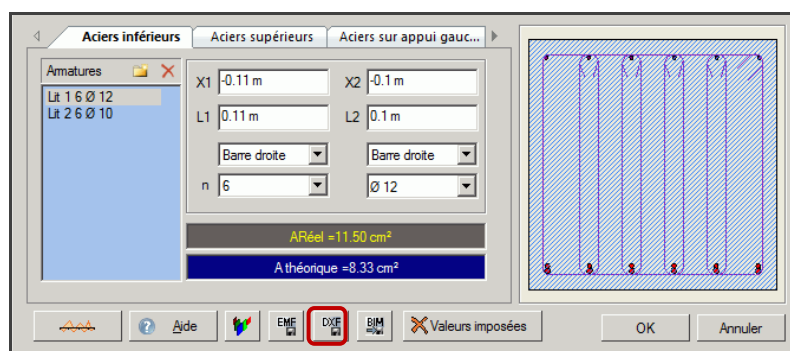 Aciers inférieurs
Aciers supérieurs
Aciers sur appui gauc...
Armatures
Lit 1 6 Ø 12
Lit 2 6 Ø 10
X1 -0.11 m X2 -0.1 m
L1 0.11 m L2 0.1 m
Barre droite Barre droite
n 6 Ø 12
ARéel =11.50 cm²
A théorique =8.33 cm²
Aide
EMF
DXF
BIM
Valeurs imposées
OK
Annuler